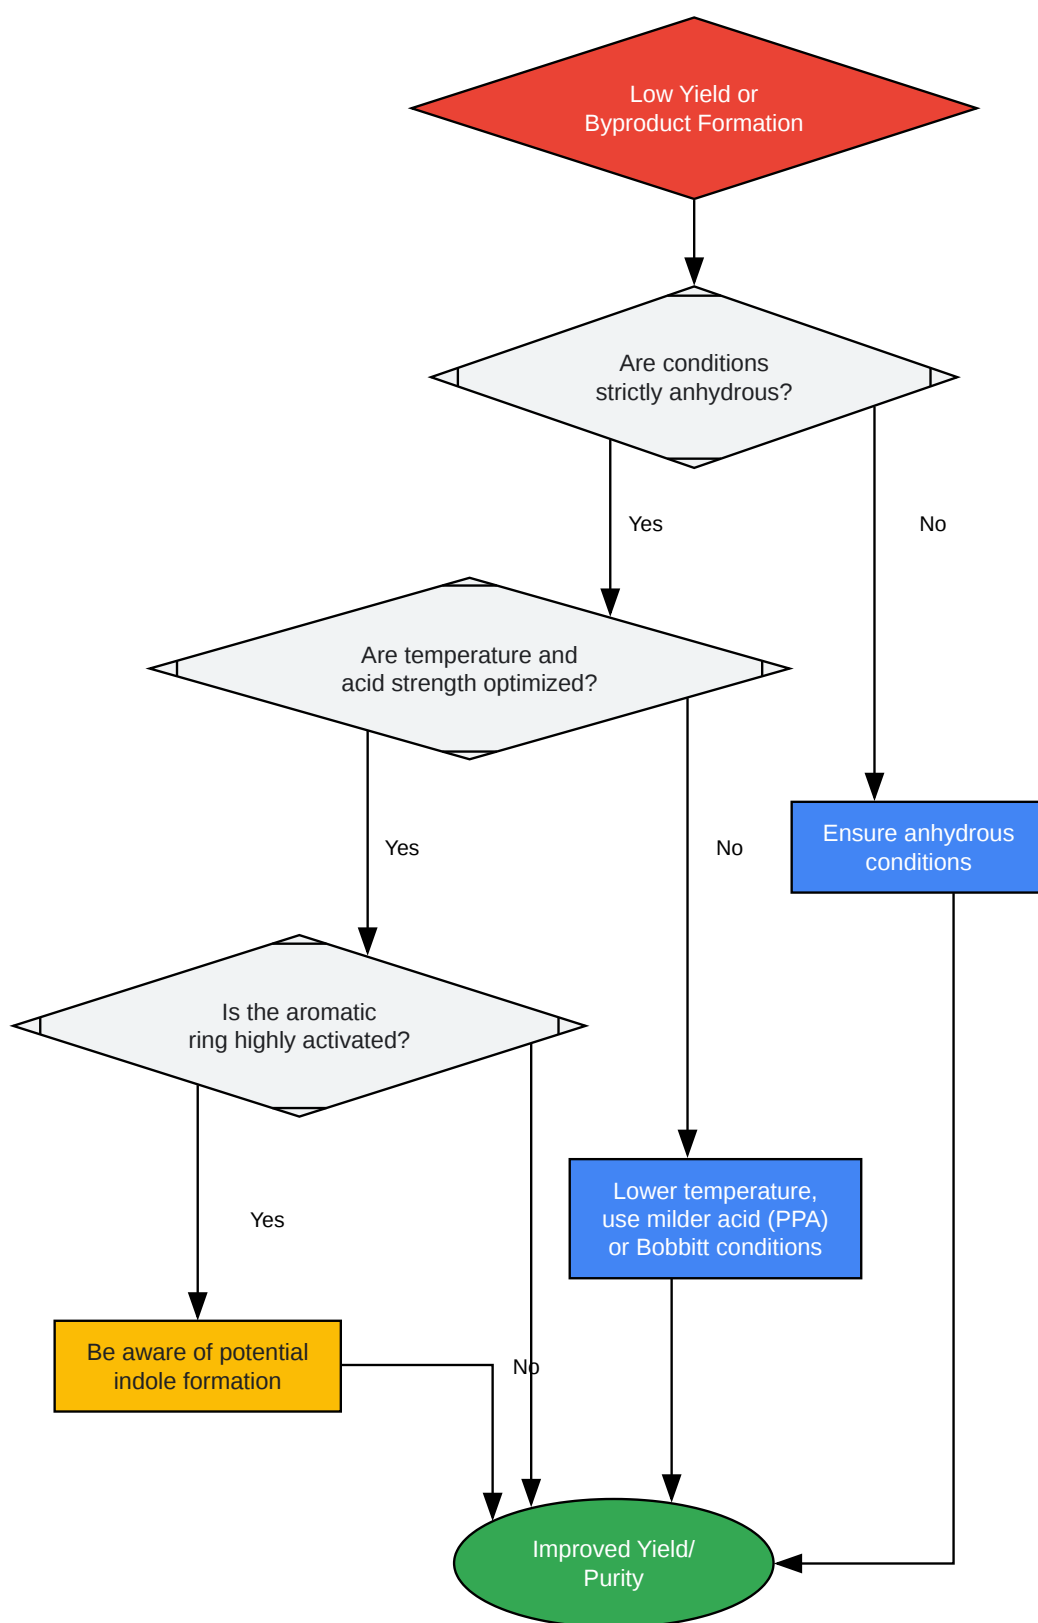 Low Yield or
Byproduct Formation
Are conditions
strictly anhydrous?
Yes
No
Are temperature and
acid strength optimized?
Yes
No
Ensure anhydrous
conditions
Is the aromatic
ring highly activated?
Yes
Lower temperature,
use milder acid (PPA)
or Bobbitt conditions
Be aware of potential
indole formation
No
Improved Yield/
Purity